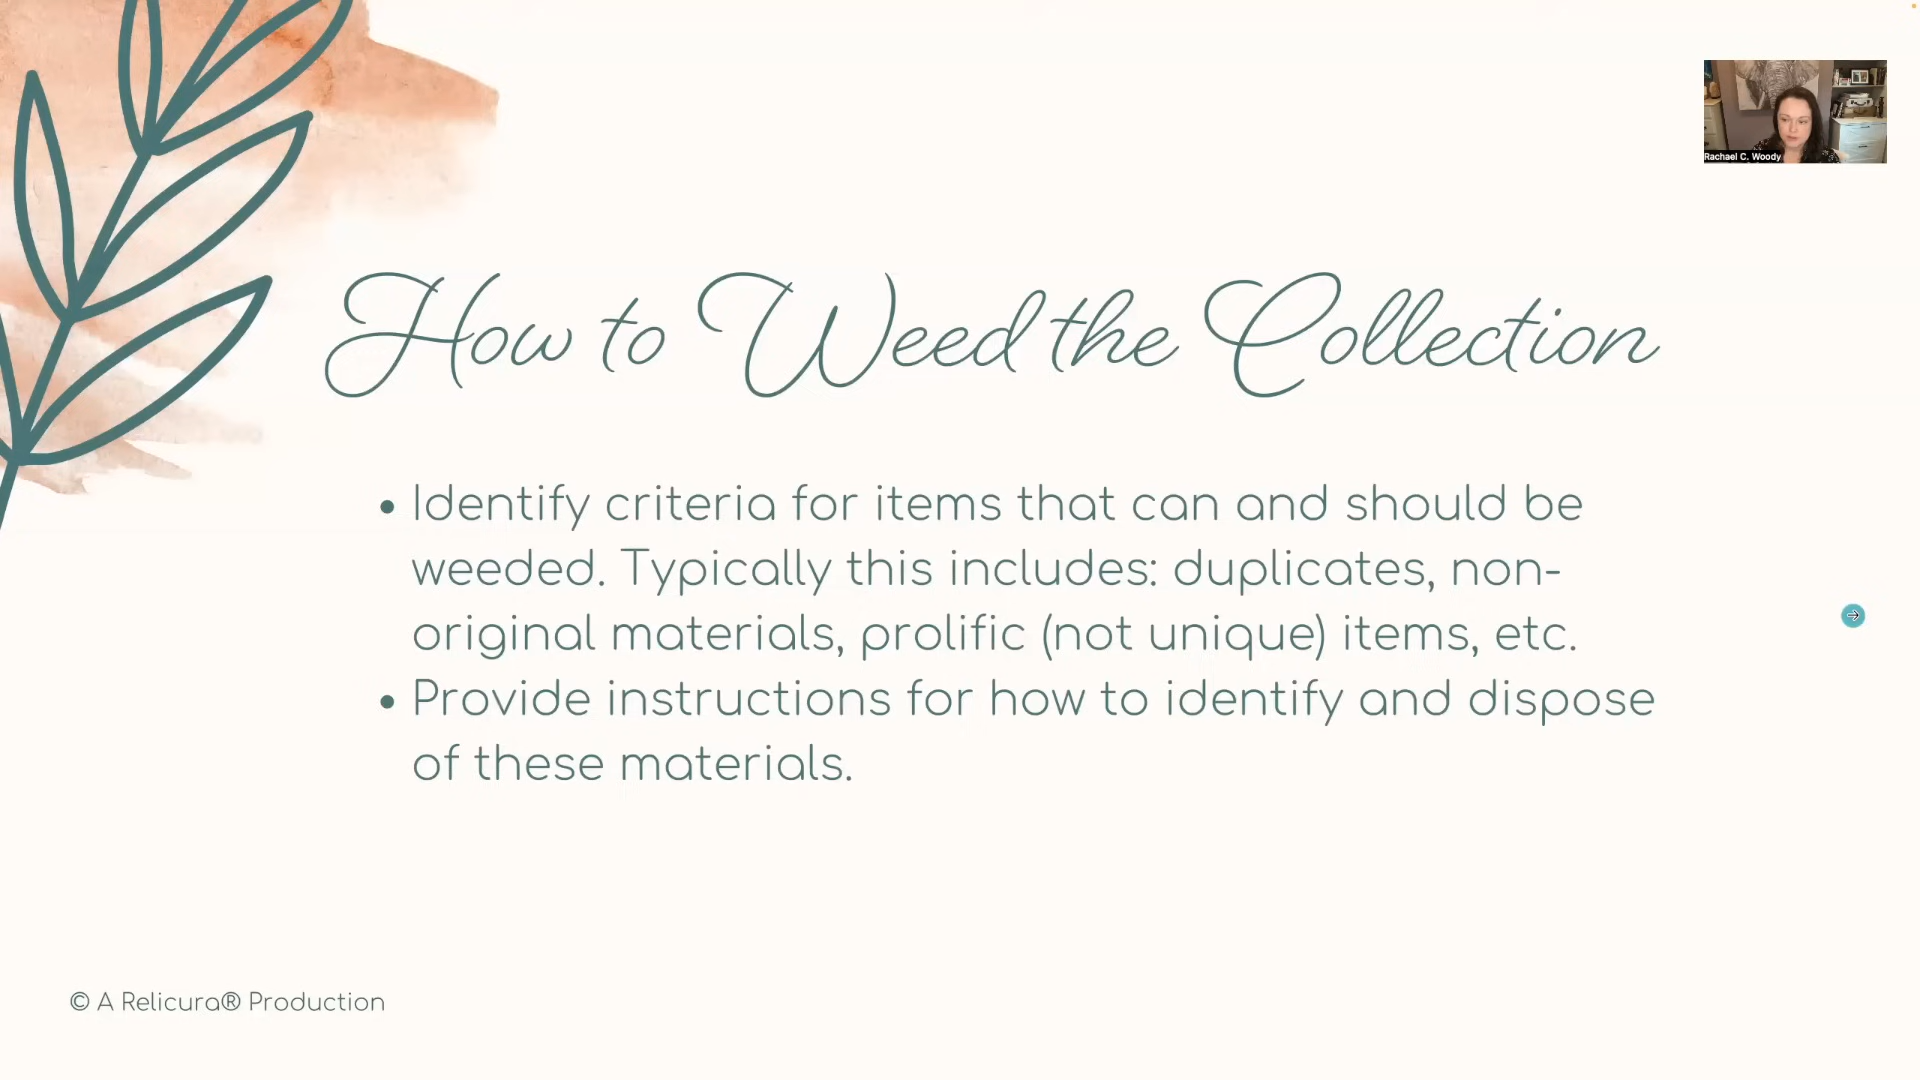 Rachael C. Woody
How to Weed the Collection
• Identify criteria for items that can and should be
weeded. Typically this includes: duplicates, non-
original materials, prolific (not unique) items, etc.
• Provide instructions for how to identify and dispose
of these materials.
© A Relicura® Production